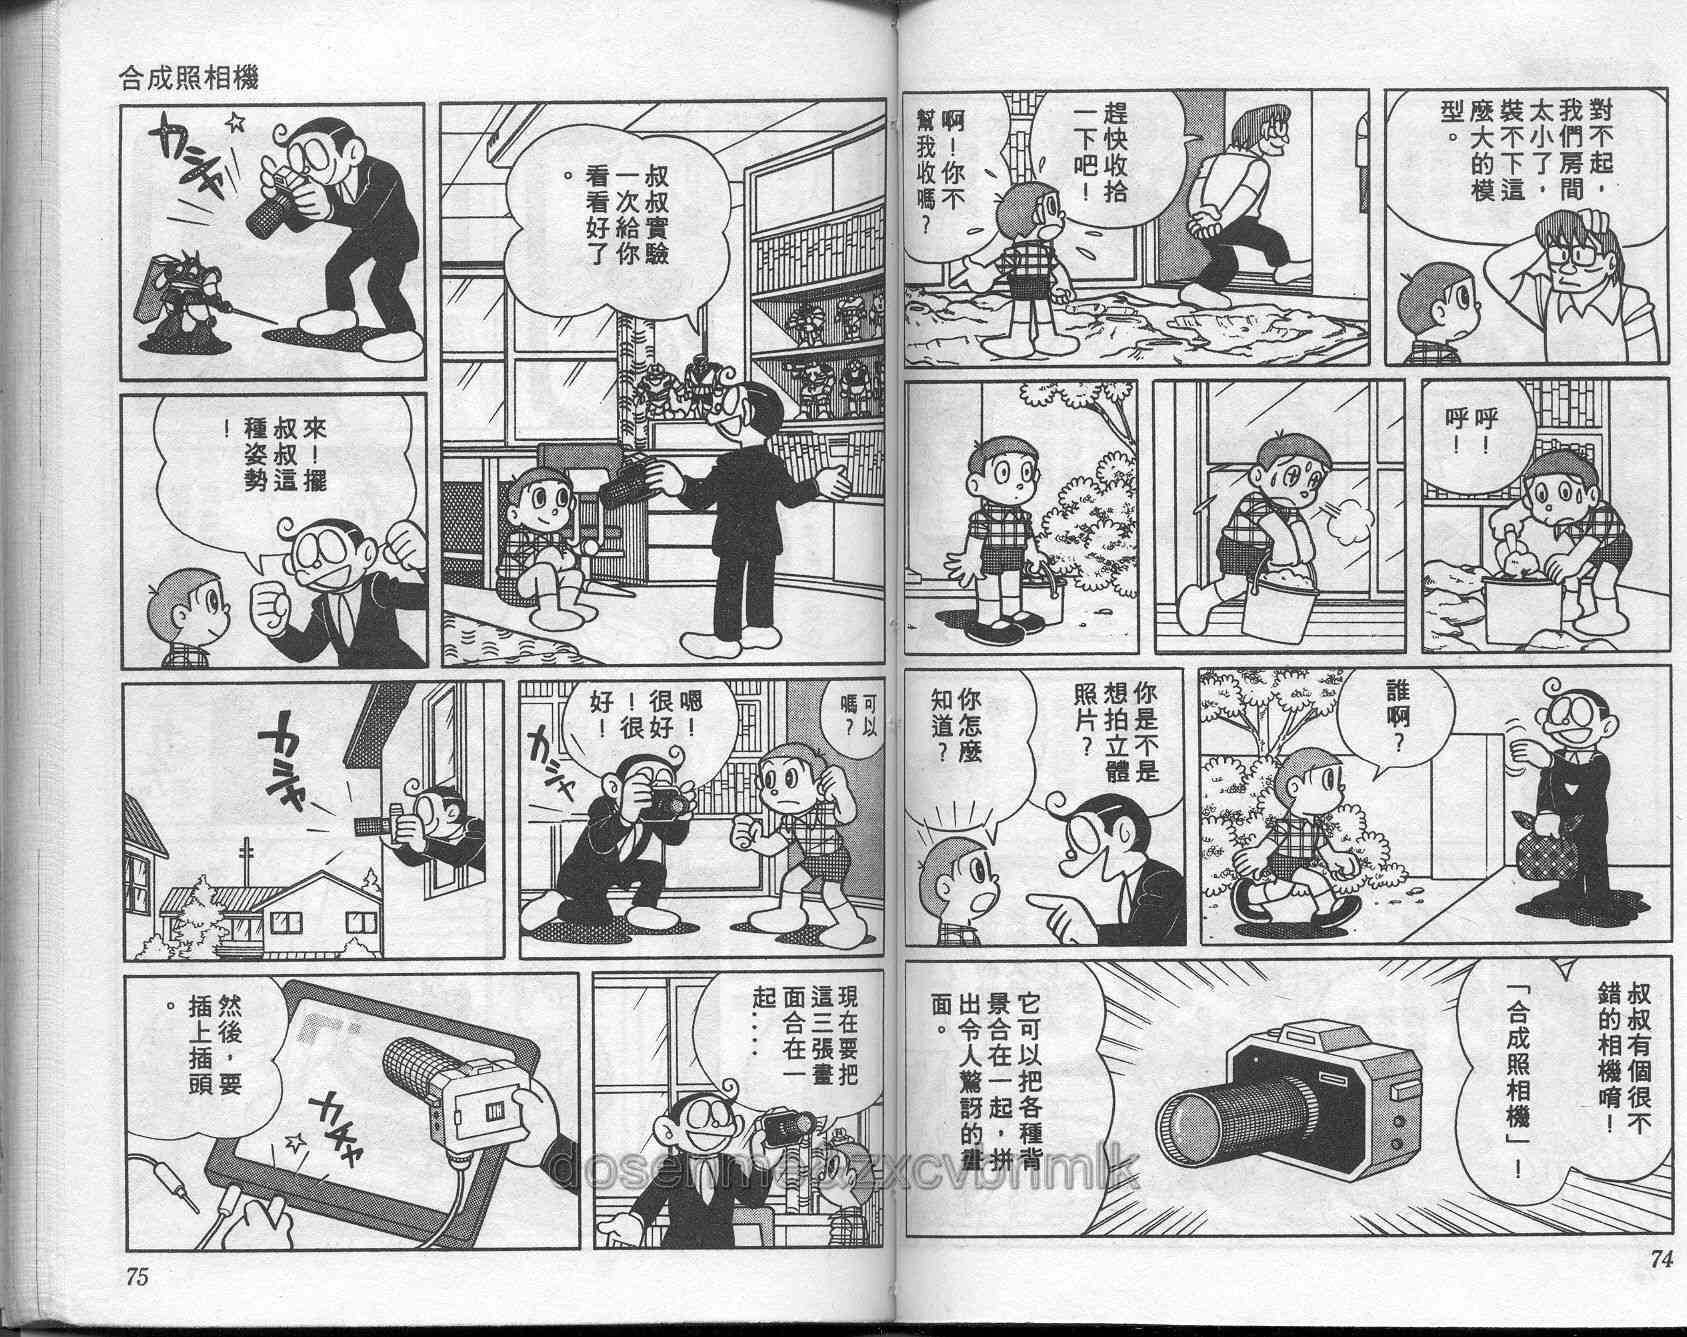 對不起，
我們房間
太小了，
裝不下這
麼大的模
型。
趕快收拾
一下吧！
啊！你不
幫我收嗎？
呼！
呼！
誰啊？
你是不是
想拍立體
照片？
你怎麼
知道？
叔叔有個很不
錯的相機唷！
「合成照相機」！
它可以把各種背
景合在一起，拼
出令人驚訝的畫
面。
74
合成照相機
叔叔實驗
一次給你
看看好了
。
カシャ
來！擺
叔叔這
種姿勢
！
可以
嗎？
嗯！
很好！
很好！
カシャ
カシャ
現在要把
這三張畫
面合在一
起‥‥
然後，要
插上插頭
。
カチャ
75
dosenme&zxcvbnmlk